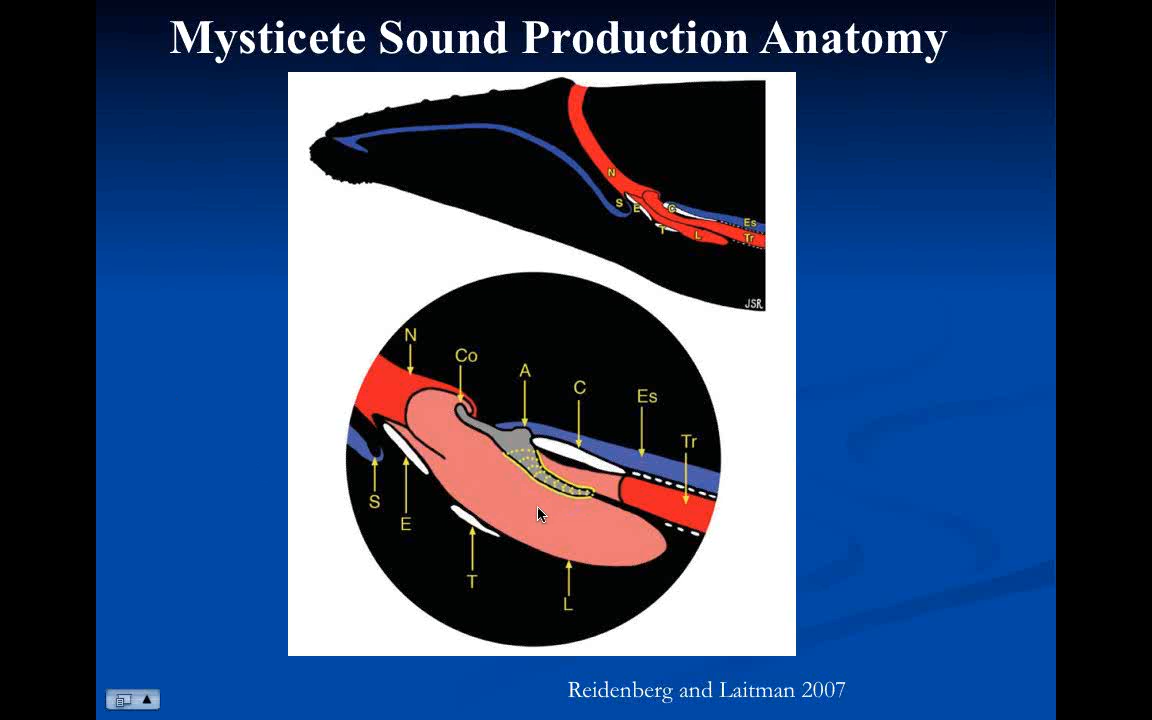 Mysticete Sound Production Anatomy
N
S
E
C
T
L
Es
Tr
JSR
N
Co
A
C
Es
Tr
S
E
T
L
Reidenberg and Laitman 2007